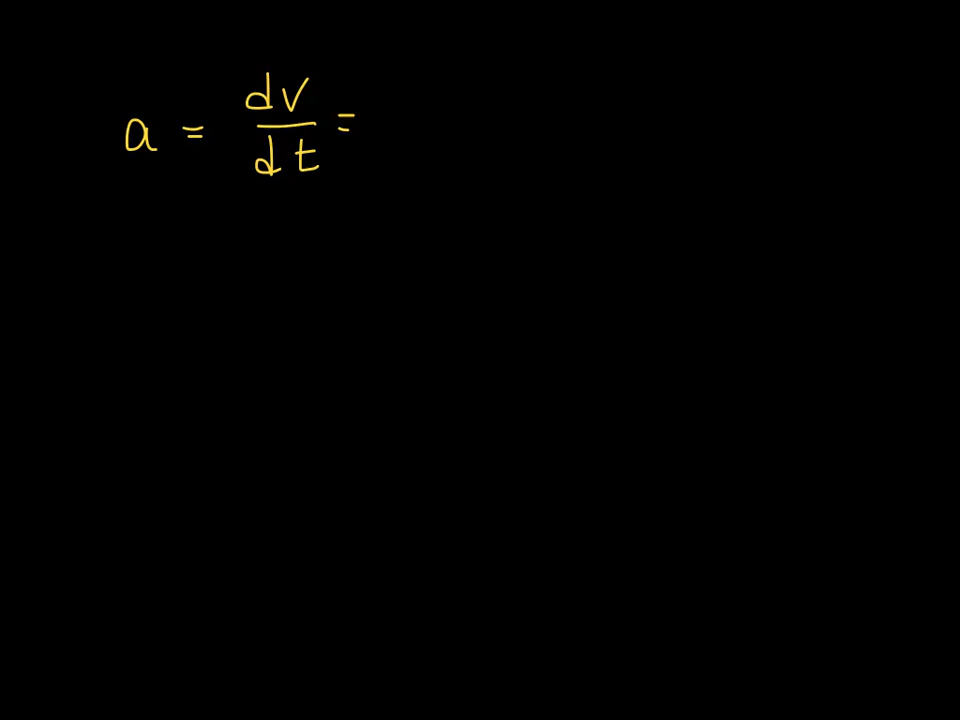 a = dv/dt =